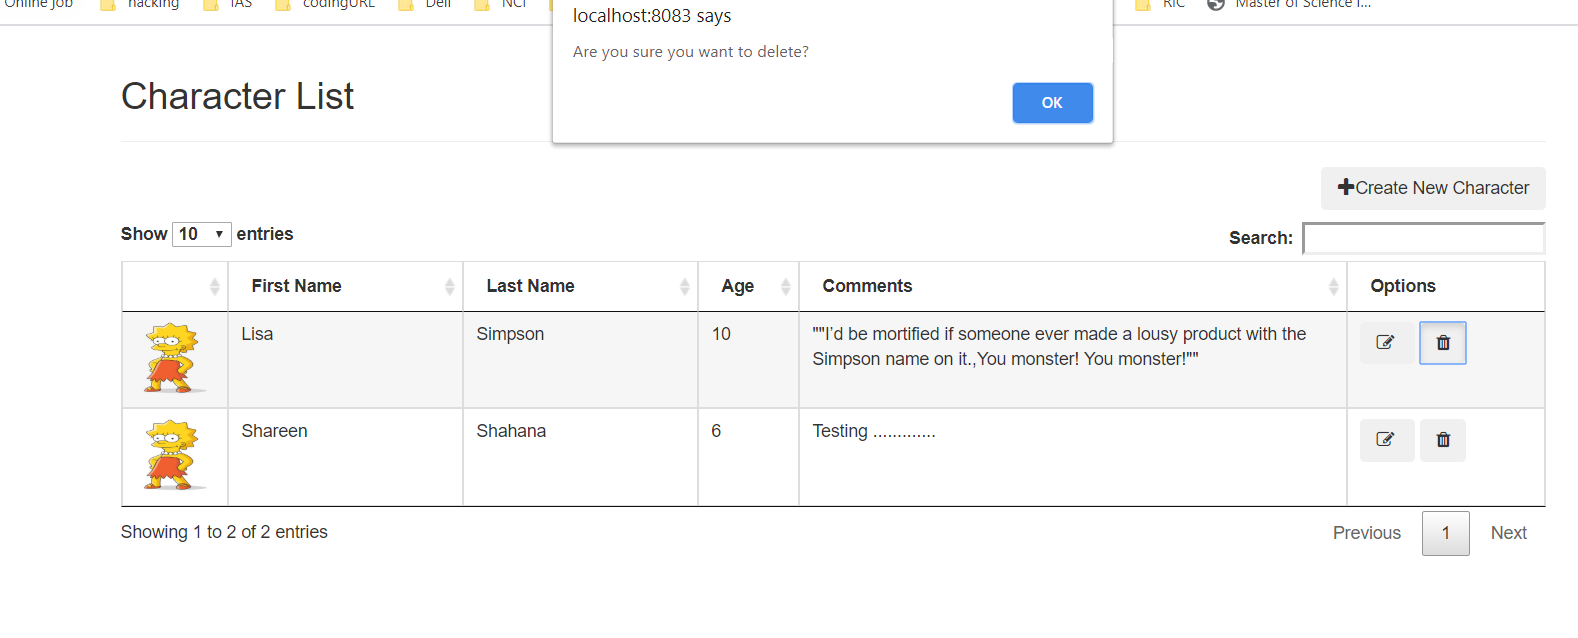 Online job hacking IAS codingURL Dell NCI RIC Master of Science I...
localhost:8083 says
Are you sure you want to delete?
OK
Character List
Create New Character
Show 10 entries
Search:
First Name Last Name Age Comments Options
Lisa Simpson 10 ""I'd be mortified if someone ever made a lousy product with the
Simpson name on it.,You monster! You monster!""
Shareen Shahana 6 Testing .............
Showing 1 to 2 of 2 entries
Previous 1 Next